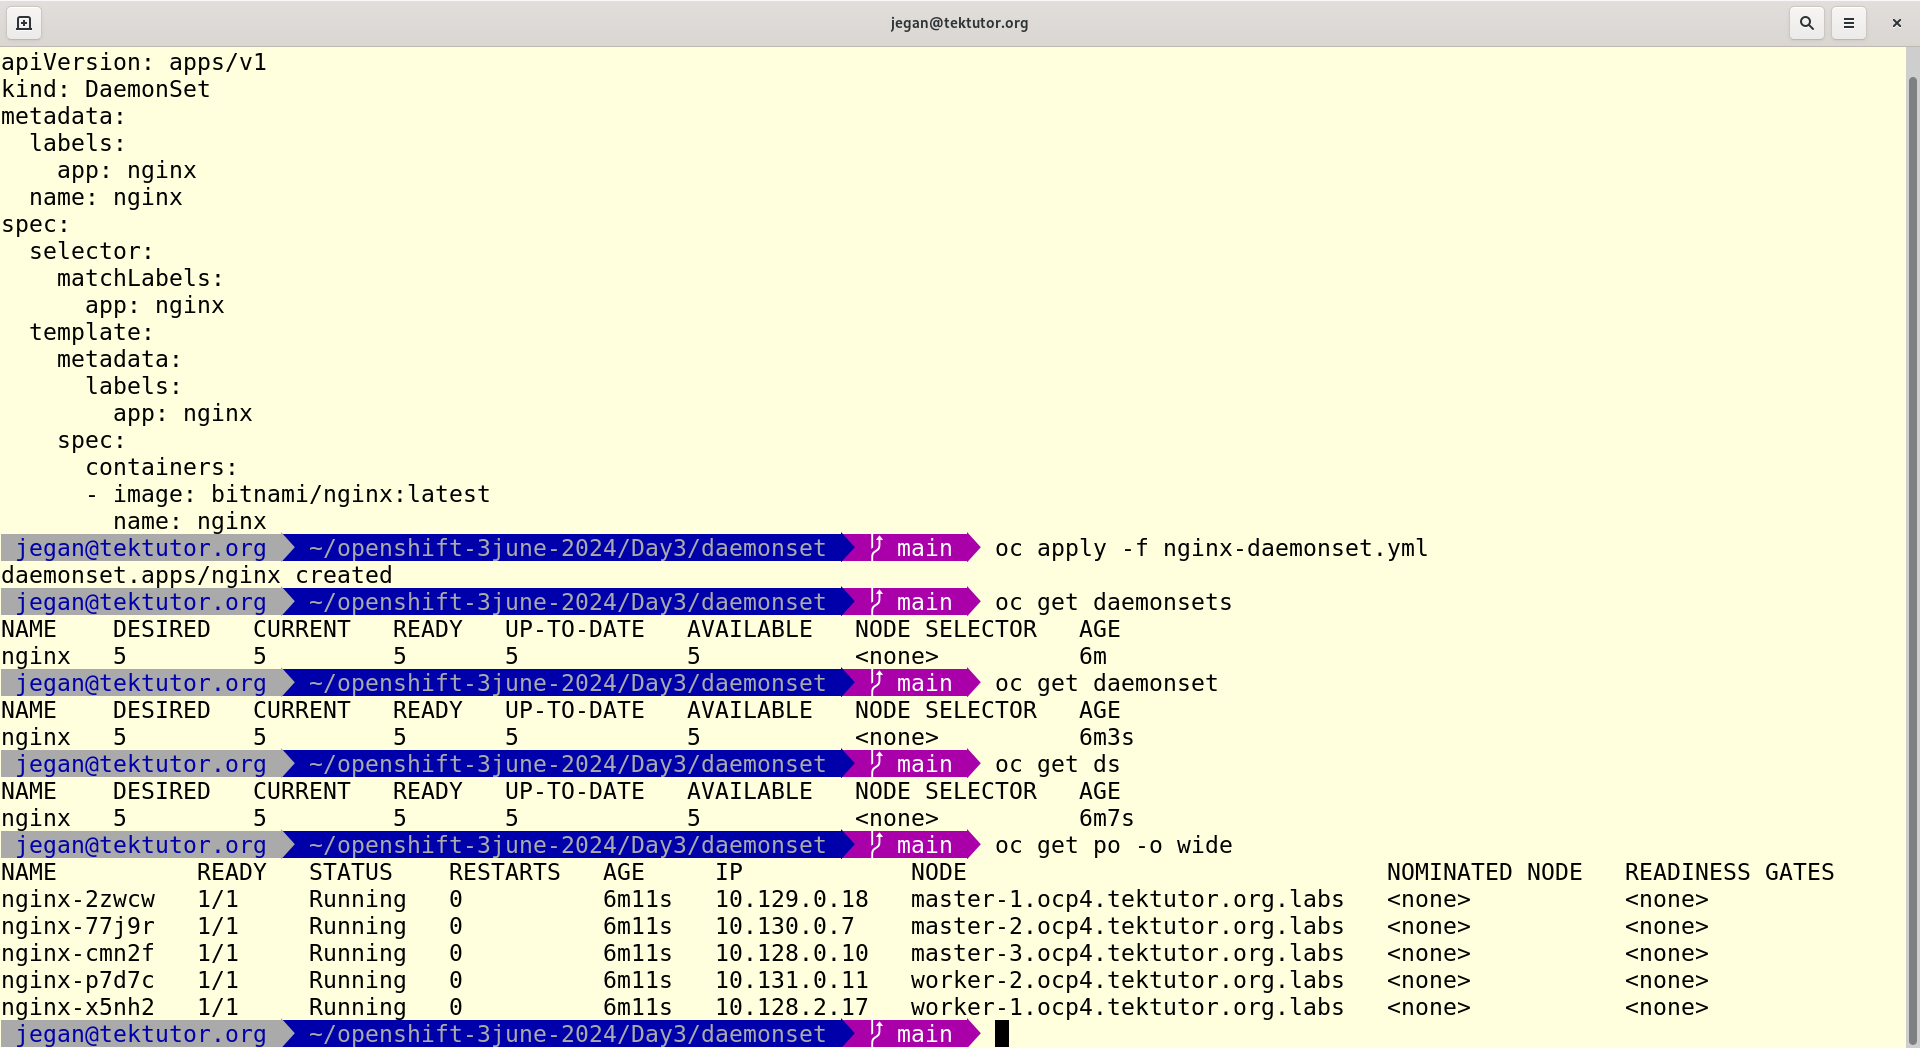 jegan@tektutor.org
apiVersion: apps/v1
kind: DaemonSet
metadata:
  labels:
    app: nginx
  name: nginx
spec:
  selector:
    matchLabels:
      app: nginx
  template:
    metadata:
      labels:
        app: nginx
    spec:
      containers:
      - image: bitnami/nginx:latest
        name: nginx
jegan@tektutor.org ~/openshift-3june-2024/Day3/daemonset main oc apply -f nginx-daemonset.yml
daemonset.apps/nginx created
jegan@tektutor.org ~/openshift-3june-2024/Day3/daemonset main oc get daemonsets
NAME    DESIRED   CURRENT   READY   UP-TO-DATE   AVAILABLE   NODE SELECTOR   AGE
nginx   5         5         5       5            5           <none>          6m
jegan@tektutor.org ~/openshift-3june-2024/Day3/daemonset main oc get daemonset
NAME    DESIRED   CURRENT   READY   UP-TO-DATE   AVAILABLE   NODE SELECTOR   AGE
nginx   5         5         5       5            5           <none>          6m3s
jegan@tektutor.org ~/openshift-3june-2024/Day3/daemonset main oc get ds
NAME    DESIRED   CURRENT   READY   UP-TO-DATE   AVAILABLE   NODE SELECTOR   AGE
nginx   5         5         5       5            5           <none>          6m7s
jegan@tektutor.org ~/openshift-3june-2024/Day3/daemonset main oc get po -o wide
NAME          READY   STATUS    RESTARTS   AGE     IP            NODE                              NOMINATED NODE   READINESS GATES
nginx-2zwcw   1/1     Running   0          6m11s   10.129.0.18   master-1.ocp4.tektutor.org.labs   <none>           <none>
nginx-77j9r   1/1     Running   0          6m11s   10.130.0.7    master-2.ocp4.tektutor.org.labs   <none>           <none>
nginx-cmn2f   1/1     Running   0          6m11s   10.128.0.10   master-3.ocp4.tektutor.org.labs   <none>           <none>
nginx-p7d7c   1/1     Running   0          6m11s   10.131.0.11   worker-2.ocp4.tektutor.org.labs   <none>           <none>
nginx-x5nh2   1/1     Running   0          6m11s   10.128.2.17   worker-1.ocp4.tektutor.org.labs   <none>           <none>
jegan@tektutor.org ~/openshift-3june-2024/Day3/daemonset main